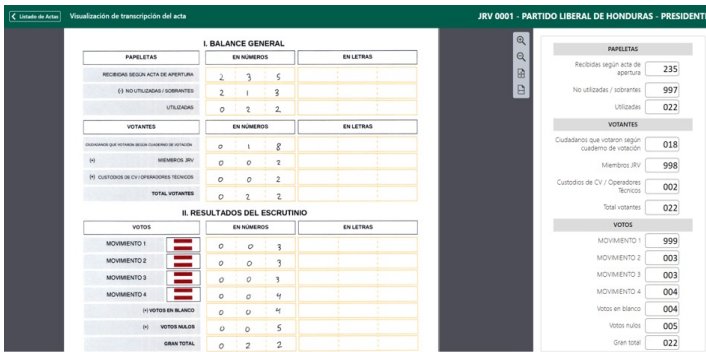 Listado de Actas
Visualización de transcripción del acta
JRV 0001 - PARTIDO LIBERAL DE HONDURAS - PRESIDENT
I. BALANCE GENERAL
PAPELETAS EN NÚMEROS EN LETRAS
RECIBIDAS SEGÚN ACTA DE APERTURA 2 3 5
(-) NO UTILIZADAS / SOBRANTES 2 1 3
UTILIZADAS 0 2 2
VOTANTES EN NÚMEROS EN LETRAS
CIUDADANOS QUE VOTARON SEGÚN CUADERNO DE VOTACIÓN 0 1 8
(+) MIEMBROS JRV 0 0 2
(+) CUSTODIOS DE CV / OPERADORES TÉCNICOS 0 0 2
TOTAL VOTANTES 0 2 2
II. RESULTADOS DEL ESCRUTINIO
VOTOS EN NÚMEROS EN LETRAS
MOVIMIENTO 1 0 0 3
MOVIMIENTO 2 0 0 3
MOVIMIENTO 3 0 0 3
MOVIMIENTO 4 0 0 4
(+) VOTOS EN BLANCO 0 0 4
(+) VOTOS NULOS 0 0 5
GRAN TOTAL 0 2 2
PAPELETAS
Recibidas según acta de
apertura 235
No utilizadas / sobrantes 997
Utilizadas 022
VOTANTES
Ciudadanos que votaron según
cuaderno de votación 018
Miembros JRV 998
Custodios de CV / Operadores
Técnicos 002
Total votantes 022
VOTOS
MOVIMIENTO 1 999
MOVIMIENTO 2 003
MOVIMIENTO 3 003
MOVIMIENTO 4 004
Votos en blanco 004
Votos nulos 005
Gran total 022